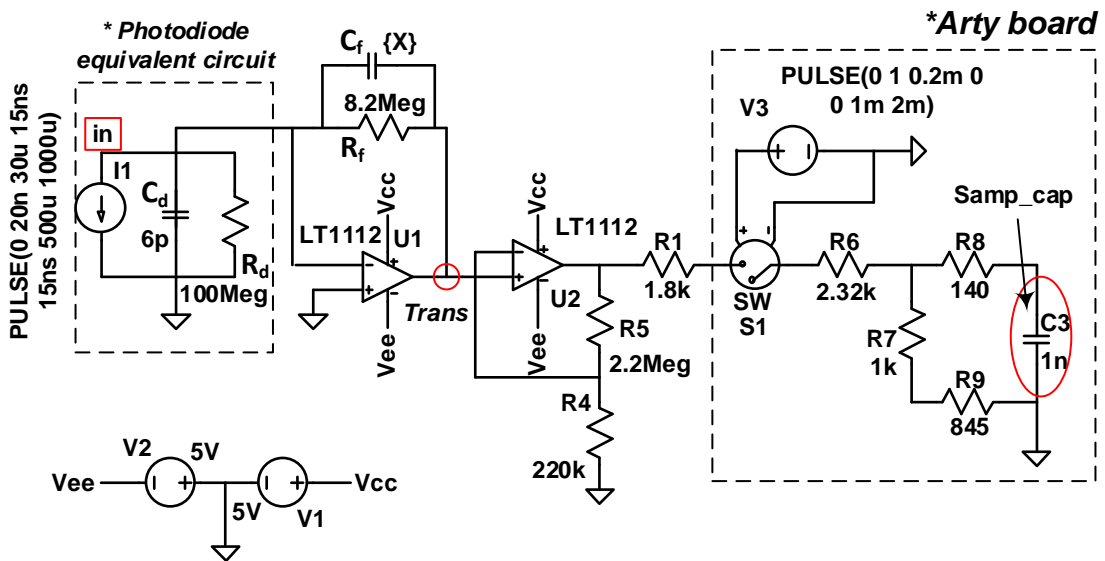 * Photodiode
equivalent circuit
*Arty board
C_f {X}
8.2Meg
R_f
PULSE(0 1 0.2m 0
0 1m 2m)
V3
+
PULSE(0 20n 30u 15ns
15ns 500u 1000u)
in
I1
C_d
6p
R_d
100Meg
Vcc
LT1112
U1
Vee
Trans
Vcc
LT1112
U2
Vee
R1
1.8k
SW
S1
R5
2.2Meg
R4
220k
R6
2.32k
R7
1k
R8
140
R9
845
Samp_cap
C3
1n
V2
5V
Vee
5V
V1
Vcc